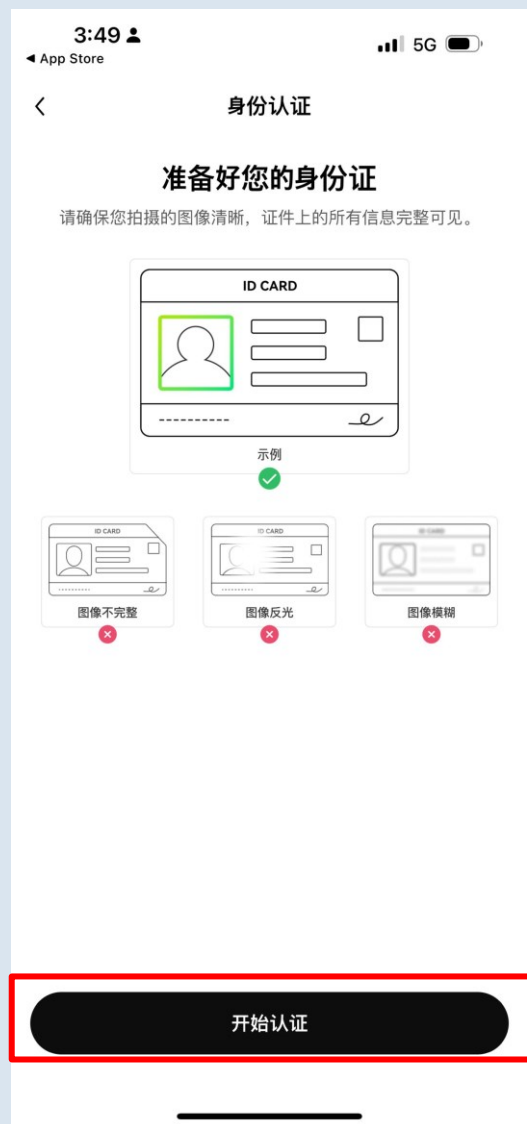 3:49
5G
◀ App Store
身份认证
准备好您的身份证
请确保您拍摄的图像清晰，证件上的所有信息完整可见。
ID CARD
示例
ID CARD
ID CARD
ID CARD
图像不完整
图像反光
图像模糊
开始认证